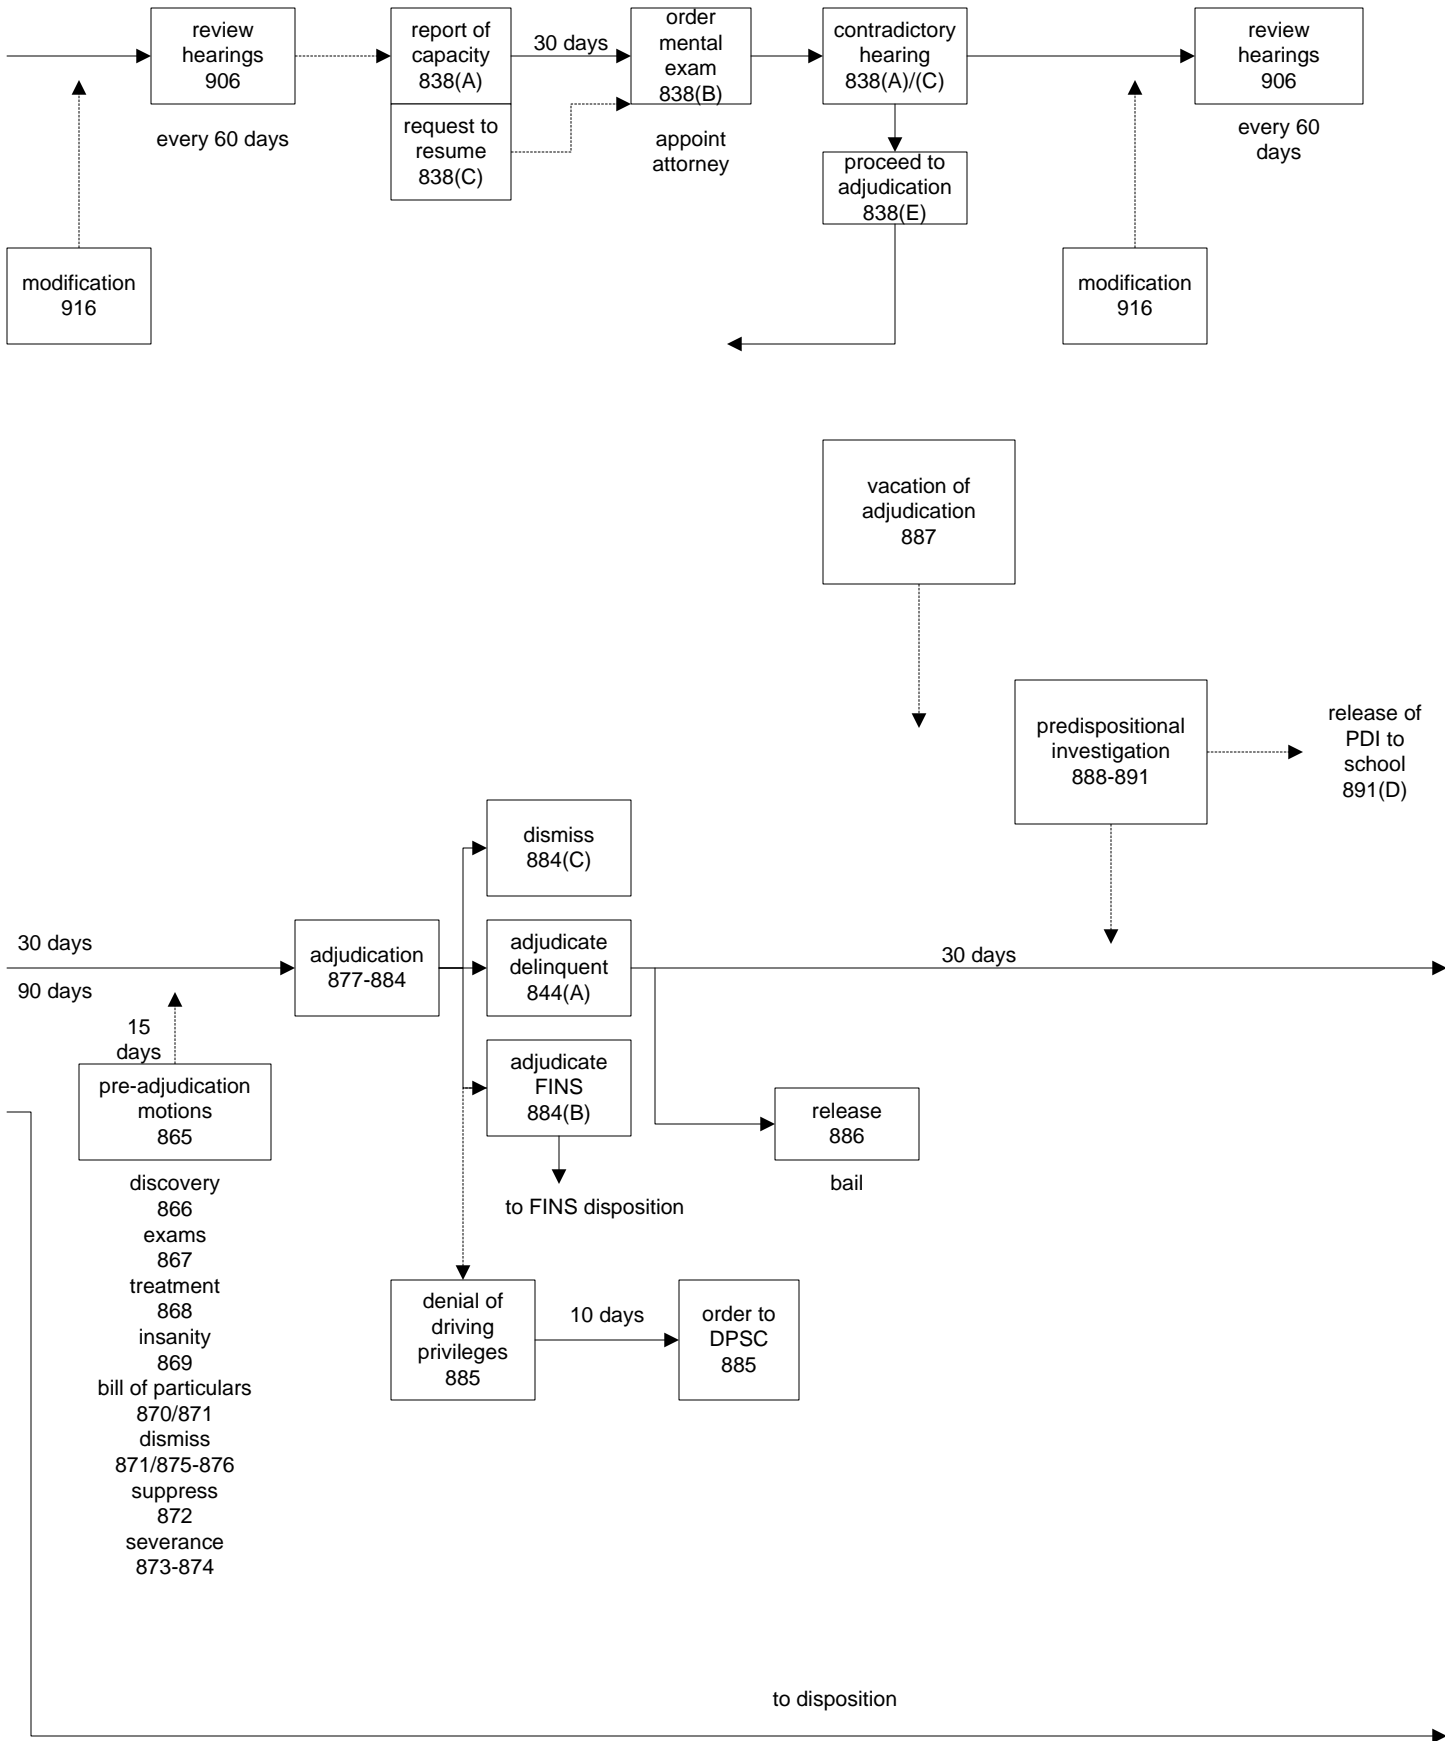 review
hearings
906
every 60 days
report of
capacity
838(A)
request to
resume
838(C)
30 days
order
mental
exam
838(B)
appoint
attorney
contradictory
hearing
838(A)/(C)
proceed to
adjudication
838(E)
review
hearings
906
every 60
days
modification
916
modification
916
vacation of
adjudication
887
predispositional
investigation
888-891
release of
PDI to
school
891(D)
30 days
90 days
15
days
pre-adjudication
motions
865
discovery
866
exams
867
treatment
868
insanity
869
bill of particulars
870/871
dismiss
871/875-876
suppress
872
severance
873-874
adjudication
877-884
dismiss
884(C)
adjudicate
delinquent
844(A)
30 days
adjudicate
FINS
884(B)
to FINS disposition
release
886
bail
denial of
driving
privileges
885
10 days
order to
DPSC
885
to disposition